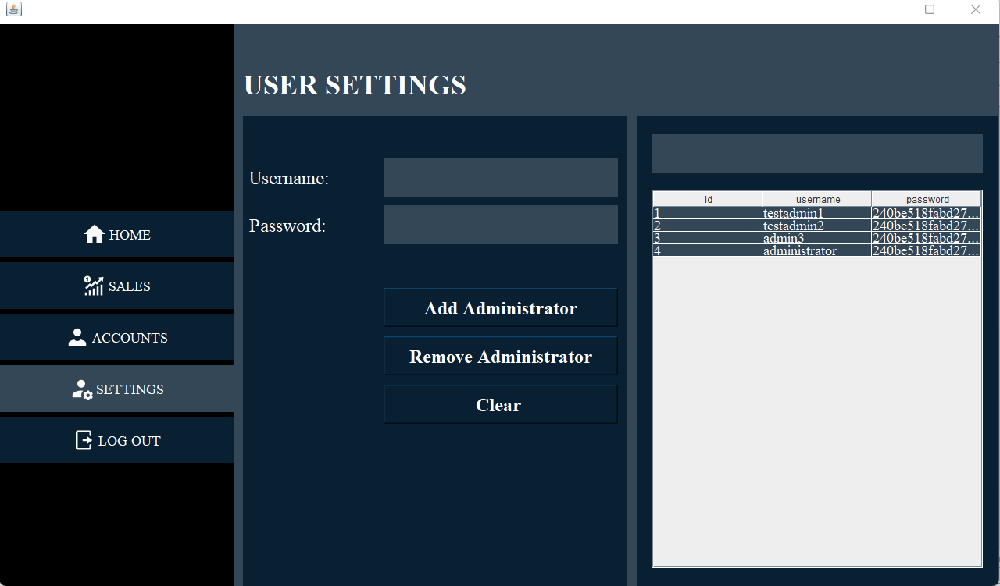 USER SETTINGS
HOME
SALES
ACCOUNTS
SETTINGS
LOG OUT
Username:
Password:
Add Administrator
Remove Administrator
Clear
id username password
1 testadmin1 240be518fabd27...
2 testadmin2 240be518fabd27...
3 admin3 240be518fabd27...
4 administrator 240be518fabd27...